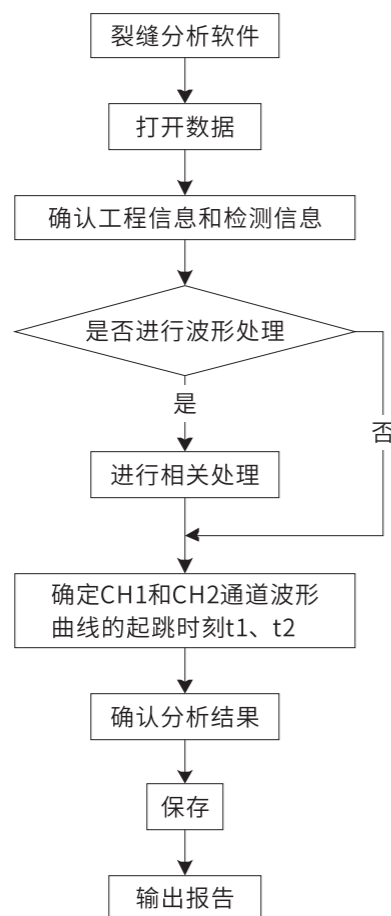 裂缝分析软件
打开数据
确认工程信息和检测信息
是否进行波形处理
是
否
进行相关处理
确定CH1和CH2通道波形
曲线的起跳时刻t1、t2
确认分析结果
保存
输出报告